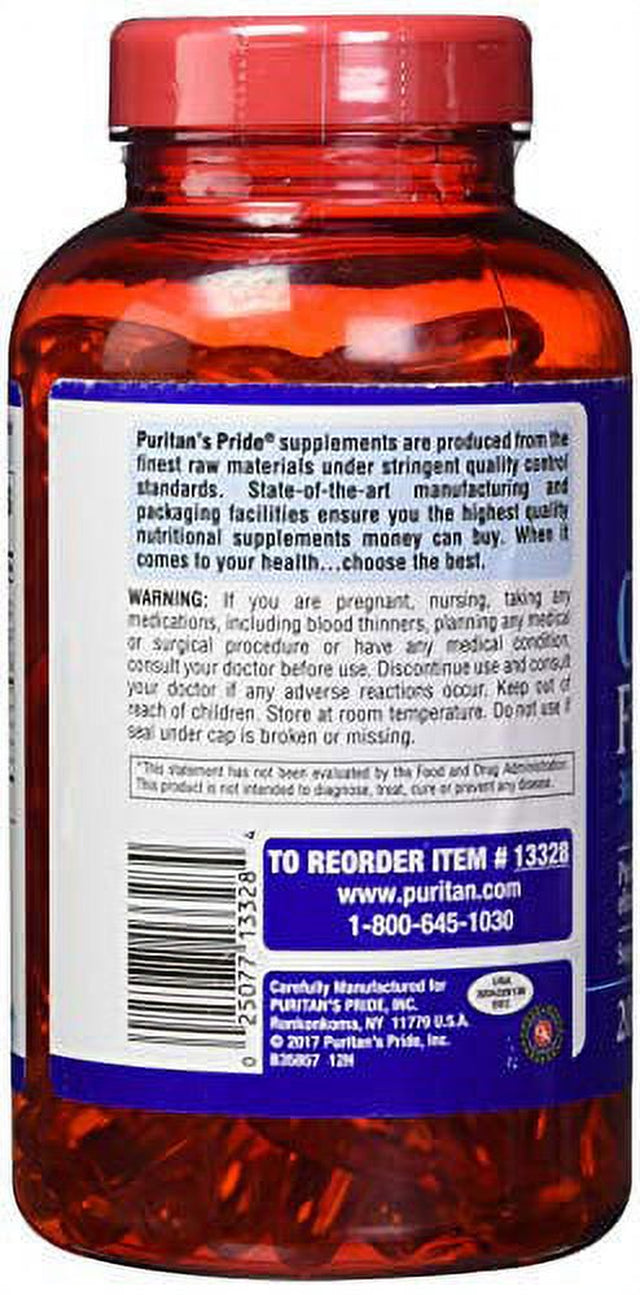 Puritan's Pride® supplements are produced from the
finest raw materials under stringent quality control
standards. State-of-the-art manufacturing and
packaging facilities ensure you the highest quality
nutritional supplements money can buy. When it
comes to your health...choose the best.
WARNING: If you are pregnant, nursing, taking any
medications, including blood thinners, planning any medical
or surgical procedure or have any medical condition,
consult your doctor before use. Discontinue use and consult
your doctor if any adverse reactions occur. Keep out of
reach of children. Store at room temperature. Do not use if
seal under cap is broken or missing.
*This statement has not been evaluated by the Food and Drug Administration.
This product is not intended to diagnose, treat, cure or prevent any disease.
0 25077 13328 4
TO REORDER ITEM # 13328
www.puritan.com
1-800-645-1030
Carefully Manufactured for
PURITAN'S PRIDE, INC.
Ronkonkoma, NY 11779 U.S.A.
© 2017 Puritan's Pride, Inc.
B35857 12H